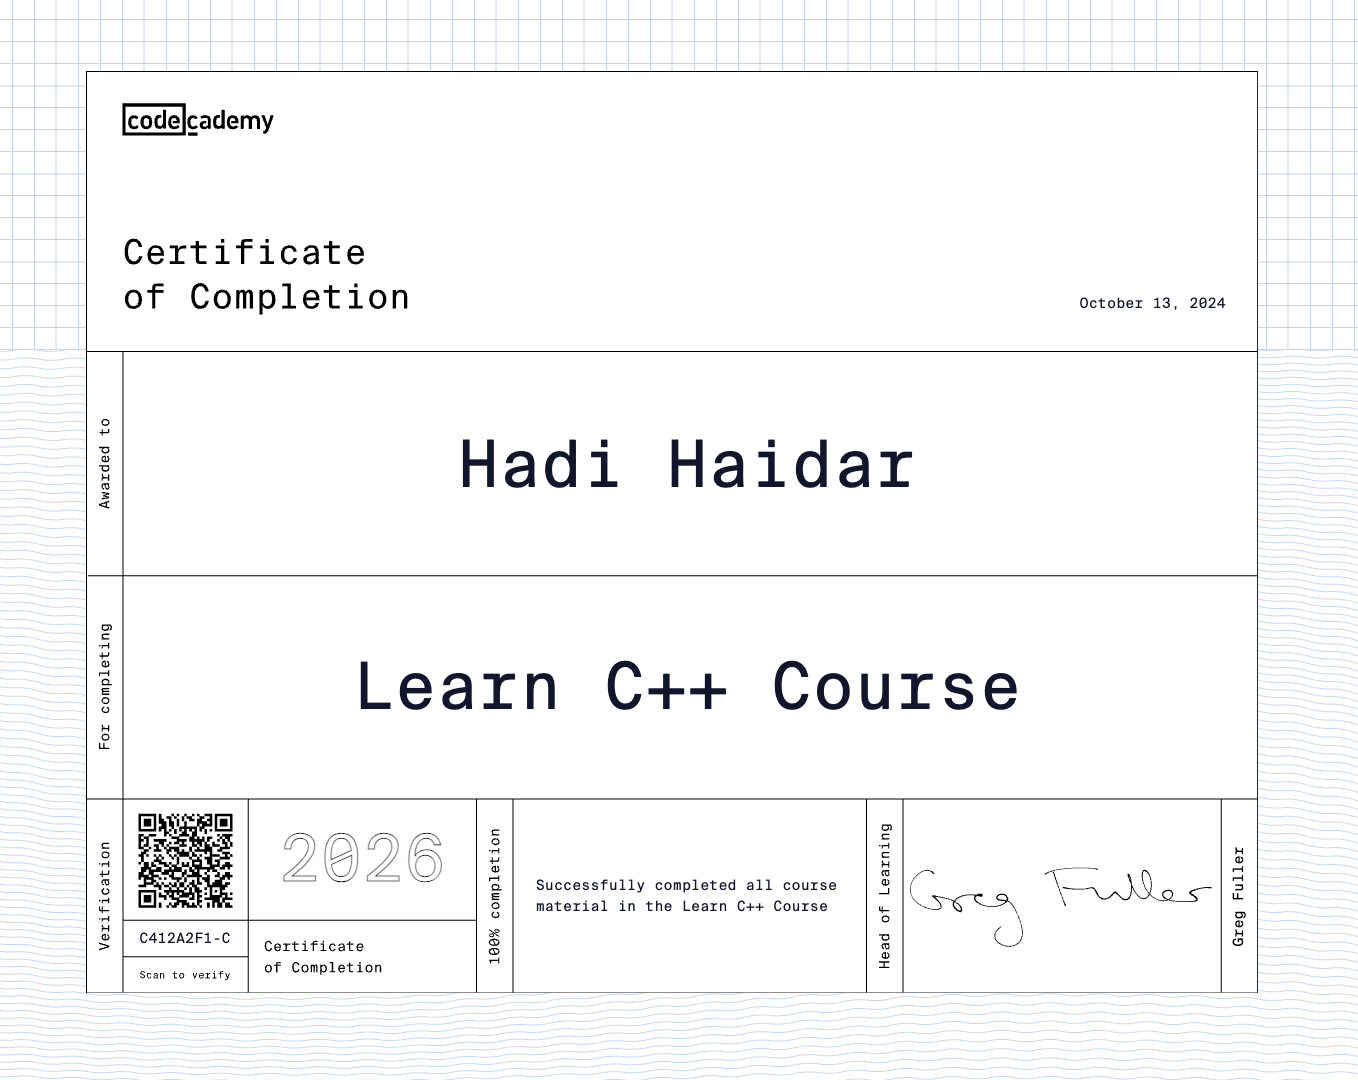 codecademy
Certificate
of Completion
October 13, 2024
Awarded to
Hadi Haidar
For completing
Learn C++ Course
Verification
C412A2F1-C
Scan to verify
2026
Certificate
of Completion
100% completion
Successfully completed all course
material in the Learn C++ Course
Head of Learning
Greg Fuller
Greg Fuller